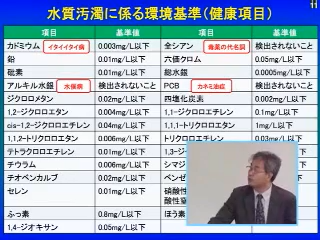 11
水質汚濁に係る環境基準（健康項目）
項目 基準値 項目 基準値
カドミウム イタイイタイ病 0.003mg/L以下 全シアン 毒薬の代名詞 検出されないこと
鉛 0.01mg/L以下 六価クロム 0.05mg/L以下
砒素 0.01mg/L以下 総水銀 0.0005mg/L以下
アルキル水銀 水俣病 検出されないこと PCB カネミ油症 検出されないこと
ジクロロメタン 0.02mg/L以下 四塩化炭素 0.002mg/L以下
1,2-ジクロロエタン 0.004mg/L以下 1,1-ジクロロエチレン 0.1mg/L以下
cis-1,2-ジクロロエチレン 0.04mg/L以下 1,1,1-トリクロロエタン 1mg/L以下
1,1,2-トリクロロエタン 0.006mg/L以下 トリクロロエチレン 0.03mg/L以下
テトラクロロエチレン 0.01mg/L以下 1,3-ジ
チウラム 0.006mg/L以下 シマジ
チオベンカルブ 0.02mg/L以下 ベンゼ
セレン 0.01mg/L以下 硝酸性
酸性窒
ふっ素 0.8mg/L以下 ほう素
1,4-ジオキサン 0.05mg/L以下